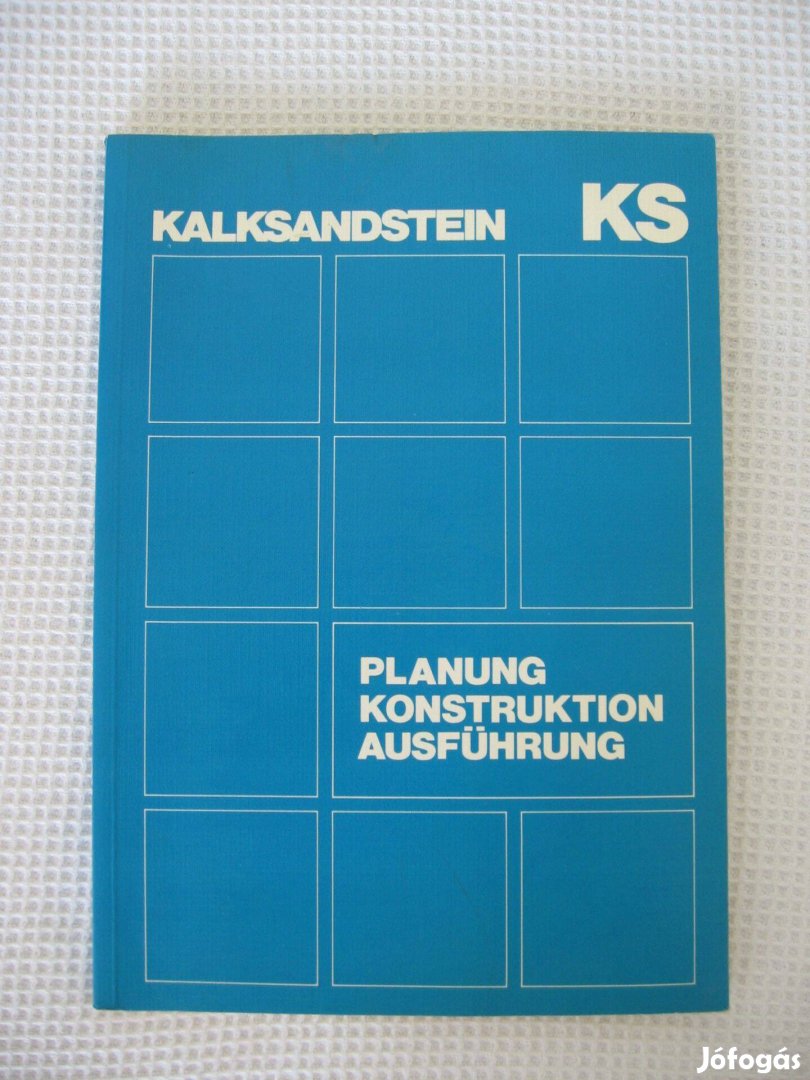 KALKSANDSTEIN KS
PLANUNG
KONSTRUKTION
AUSFÜHRUNG
Jófogás